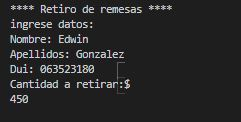 **** Retiro de remesas ****
ingrese datos:
Nombre: Edwin
Apellidos: Gonzalez
Dui: 063523180
Cantidad a retirar:$
450